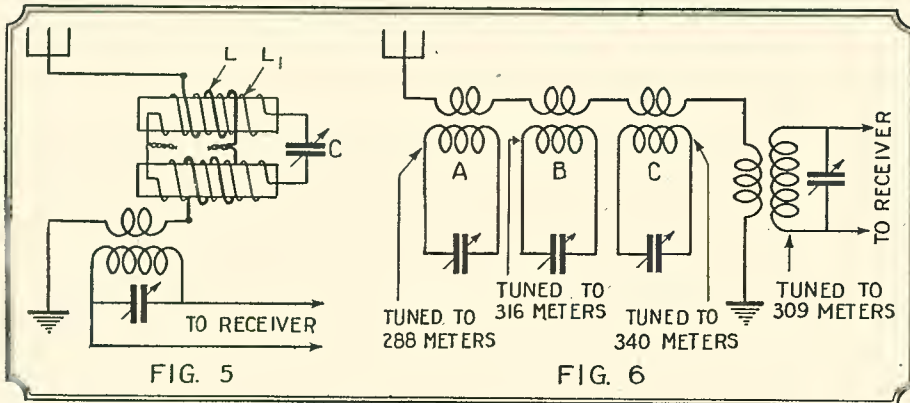 L
L1
C
TO RECEIVER
FIG. 5
A
B
C
TUNED TO
288 METERS
TUNED TO
316 METERS
TUNED TO
340 METERS
TUNED TO
309 METERS
TO RECEIVER
FIG. 6